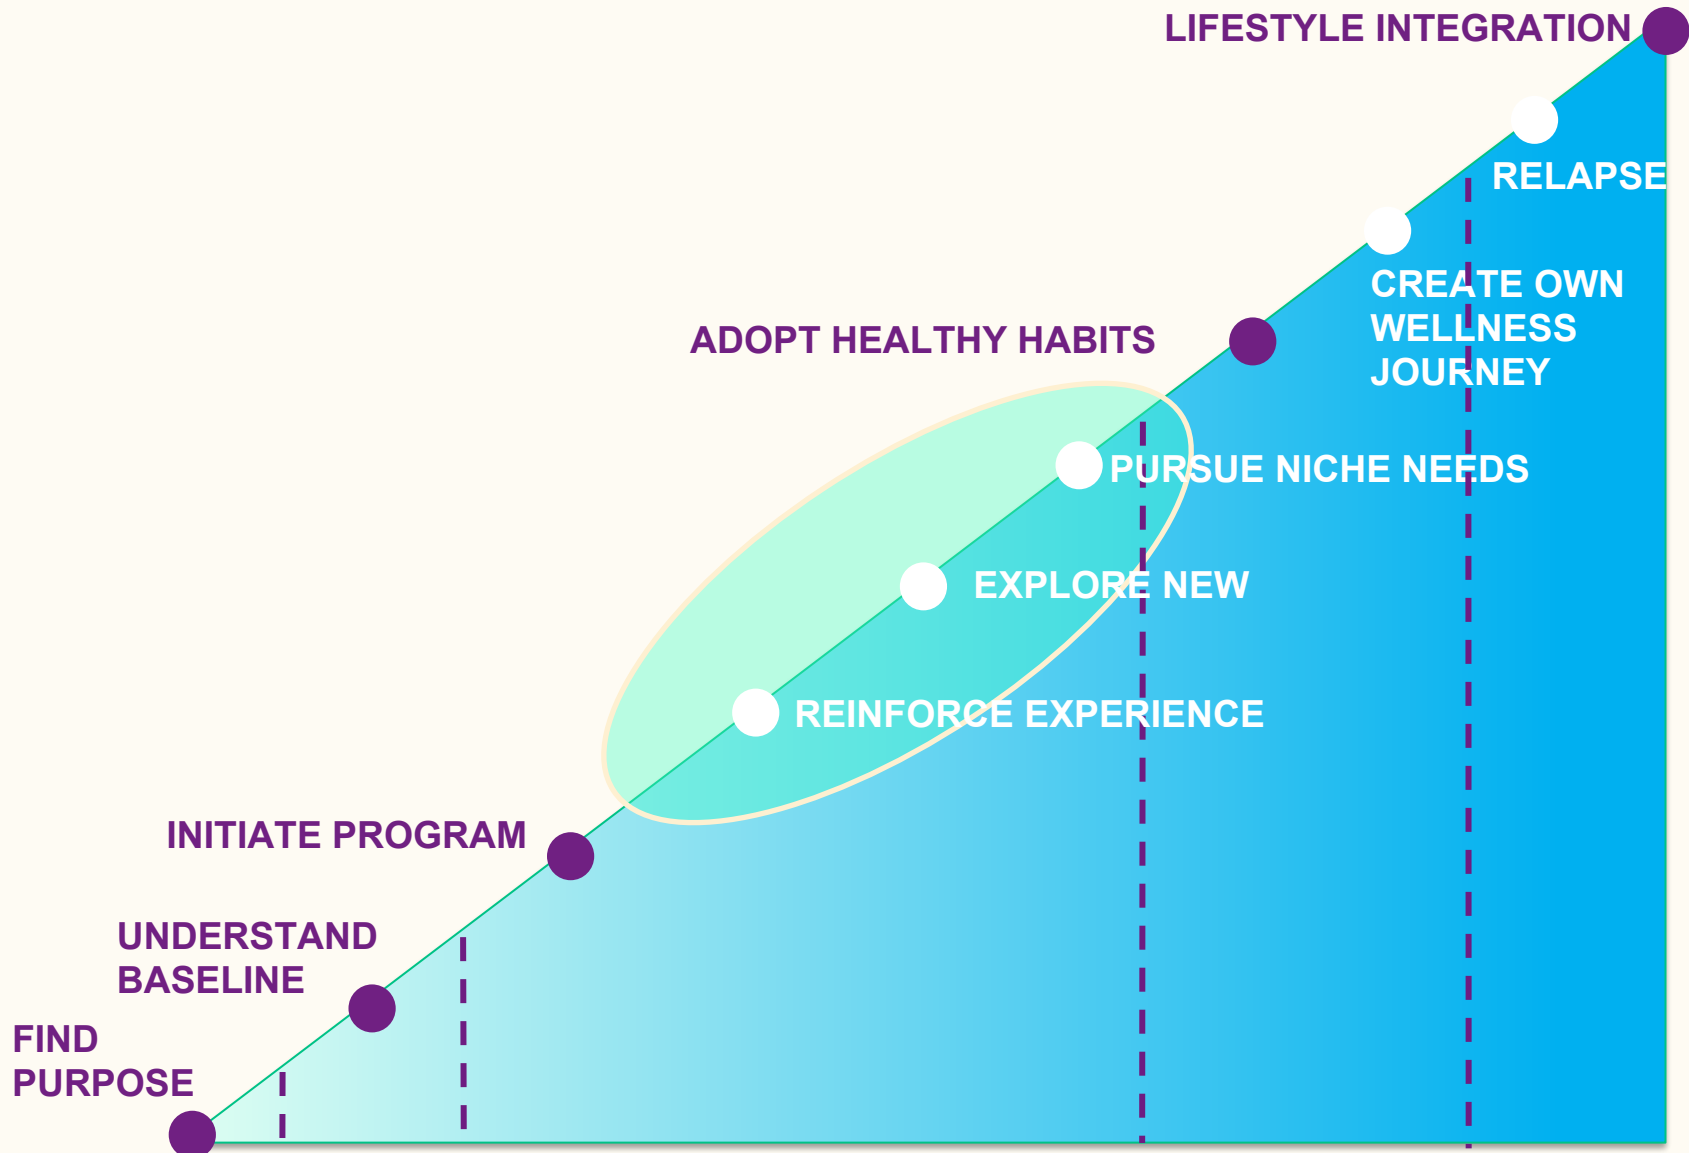 LIFESTYLE INTEGRATION
RELAPSE
CREATE OWN
WELLNESS
JOURNEY
ADOPT HEALTHY HABITS
PURSUE NICHE NEEDS
EXPLORE NEW
REINFORCE EXPERIENCE
INITIATE PROGRAM
UNDERSTAND
BASELINE
FIND
PURPOSE